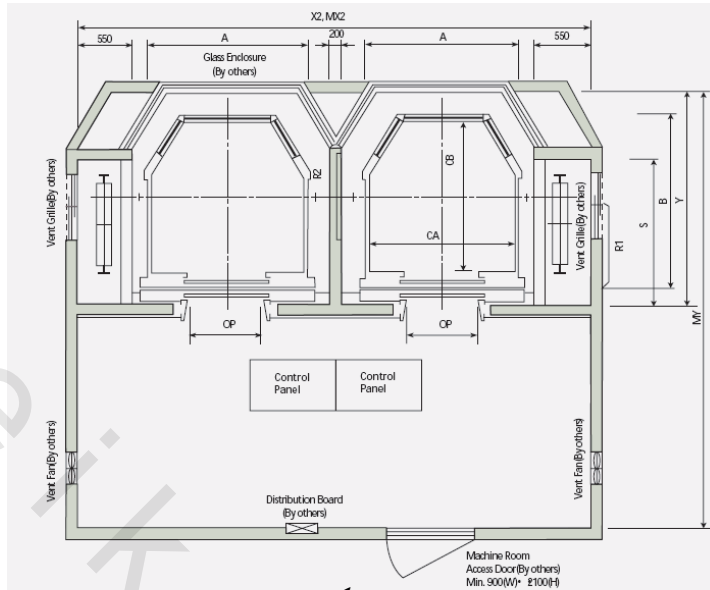 X2, MX2
550
A
200
A
550
Glass Enclosure
(By others)
R2
CB
CA
Vent Grille(By others)
Vent Grille(By others)
S
B
Y
R1
MY
OP
OP
Control
Panel
Control
Panel
Vent Fan(By others)
Vent Fan(By others)
Distribution Board
(By others)
Machine Room
Access Door(By others)
Min. 900(W)• £100(H)